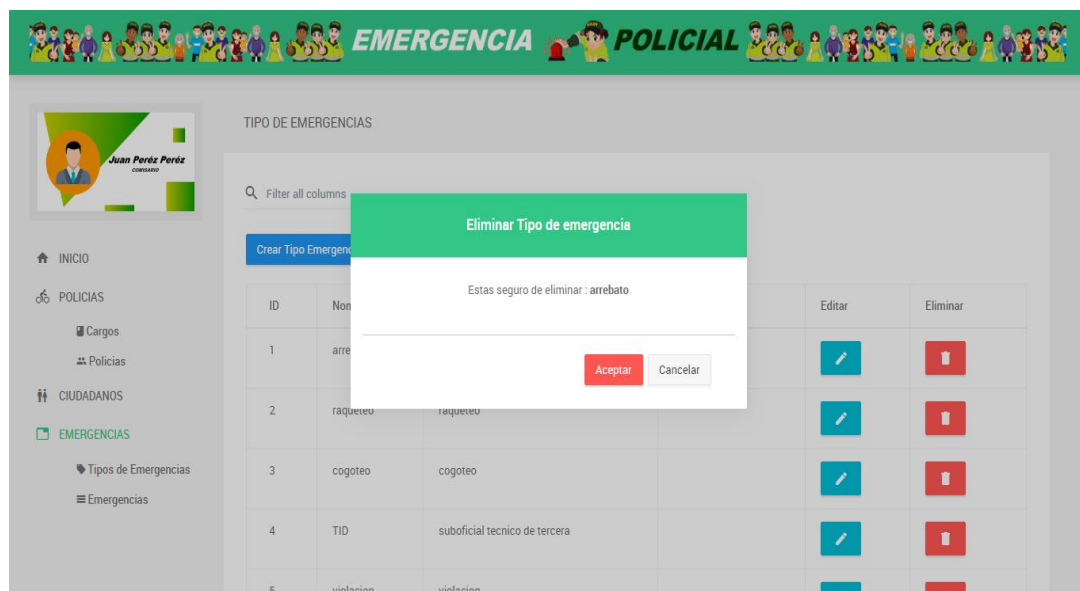 EMERGENCIA POLICIAL
Juan Peréz Peréz
COMISARIO
INICIO
POLICIAS
Cargos
Policias
CIUDADANOS
EMERGENCIAS
Tipos de Emergencias
Emergencias
TIPO DE EMERGENCIAS
Filter all columns
Crear Tipo Emergenc
Eliminar Tipo de emergencia
Estas seguro de eliminar : arrebato
Aceptar Cancelar
ID Nom Editar Eliminar
1 arre
2 raqueteo raqueteo
3 cogoteo cogoteo
4 TID suboficial tecnico de tercera
5 violacion violacion